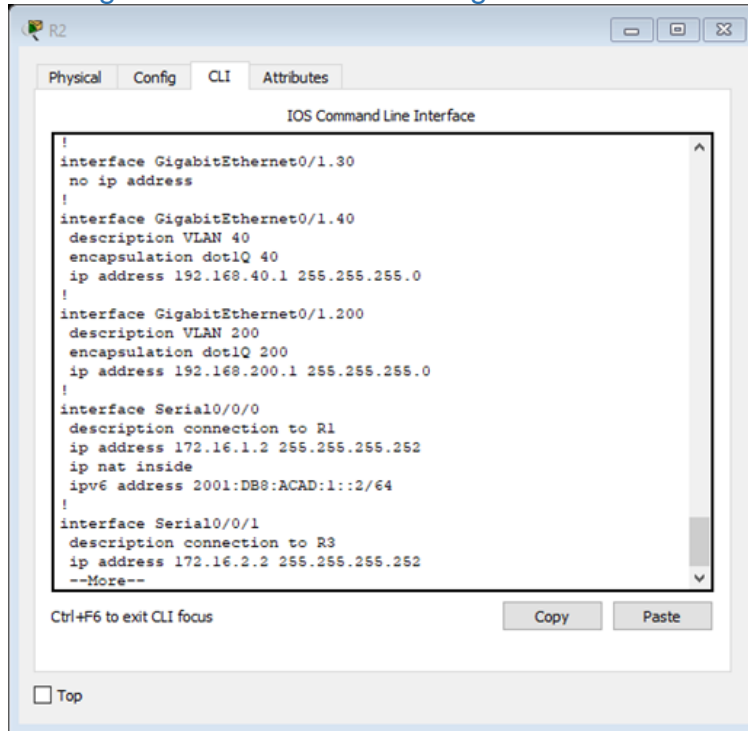 R2
Physical Config CLI Attributes
IOS Command Line Interface
!
interface GigabitEthernet0/1.30
 no ip address
!
interface GigabitEthernet0/1.40
 description VLAN 40
 encapsulation dot1Q 40
 ip address 192.168.40.1 255.255.255.0
!
interface GigabitEthernet0/1.200
 description VLAN 200
 encapsulation dot1Q 200
 ip address 192.168.200.1 255.255.255.0
!
interface Serial0/0/0
 description connection to R1
 ip address 172.16.1.2 255.255.255.252
 ip nat inside
 ipv6 address 2001:DB8:ACAD:1::2/64
!
interface Serial0/0/1
 description connection to R3
 ip address 172.16.2.2 255.255.255.252
 --More--
Ctrl+F6 to exit CLI focus
Copy Paste
Top